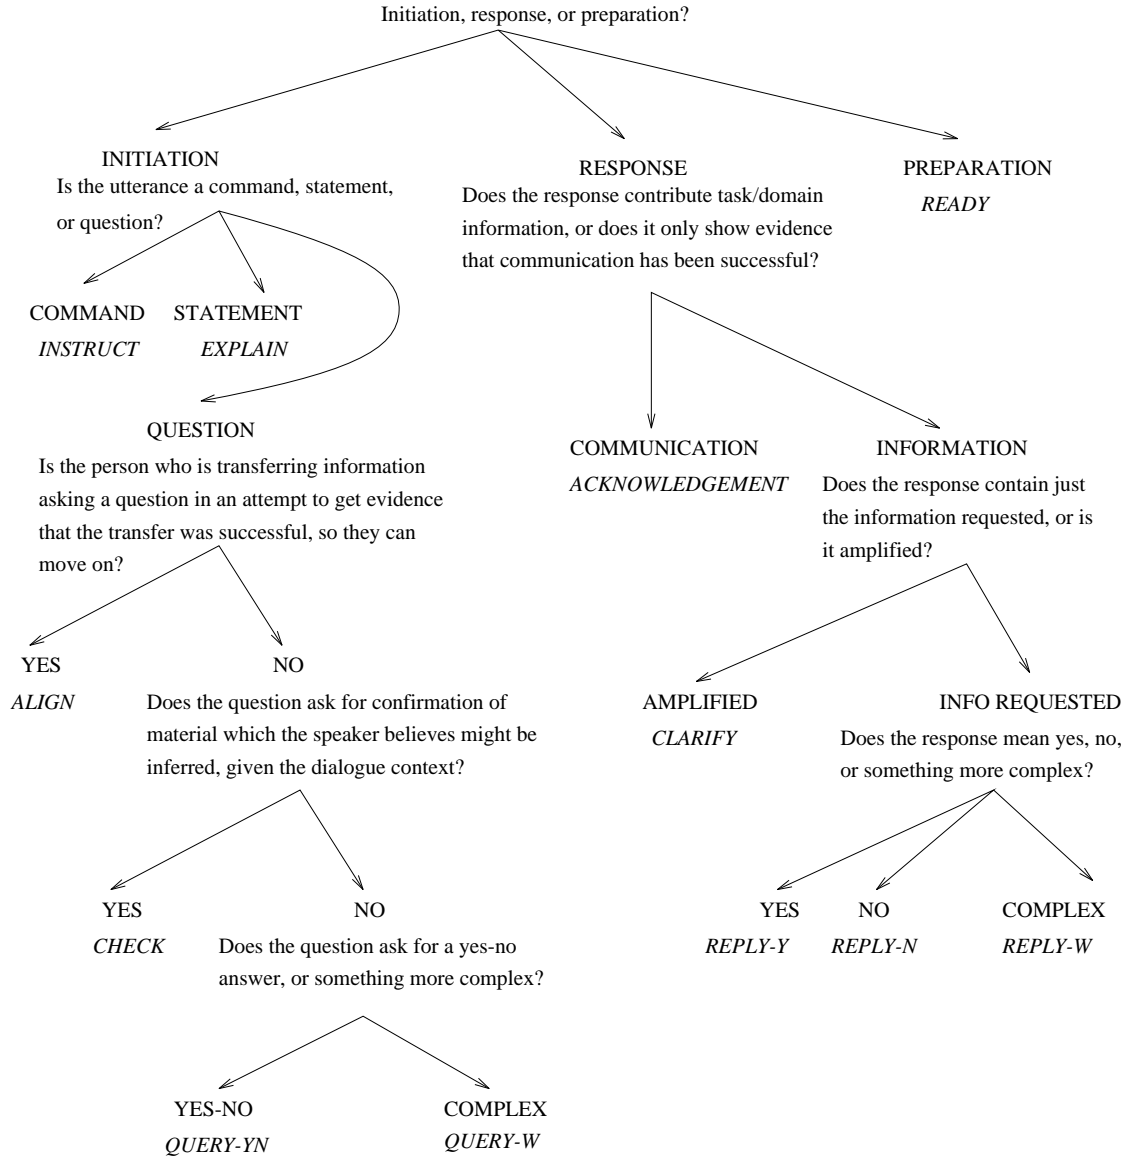 Initiation, response, or preparation?
INITIATION
Is the utterance a command, statement,
or question?
COMMAND
INSTRUCT
STATEMENT
EXPLAIN
QUESTION
Is the person who is transferring information
asking a question in an attempt to get evidence
that the transfer was successful, so they can
move on?
YES
ALIGN
NO
Does the question ask for confirmation of
material which the speaker believes might be
inferred, given the dialogue context?
YES
CHECK
NO
Does the question ask for a yes-no
answer, or something more complex?
YES-NO
QUERY-YN
COMPLEX
QUERY-W
RESPONSE
Does the response contribute task/domain
information, or does it only show evidence
that communication has been successful?
COMMUNICATION
ACKNOWLEDGEMENT
INFORMATION
Does the response contain just
the information requested, or is
it amplified?
AMPLIFIED
CLARIFY
INFO REQUESTED
Does the response mean yes, no,
or something more complex?
YES
REPLY-Y
NO
REPLY-N
COMPLEX
REPLY-W
PREPARATION
READY